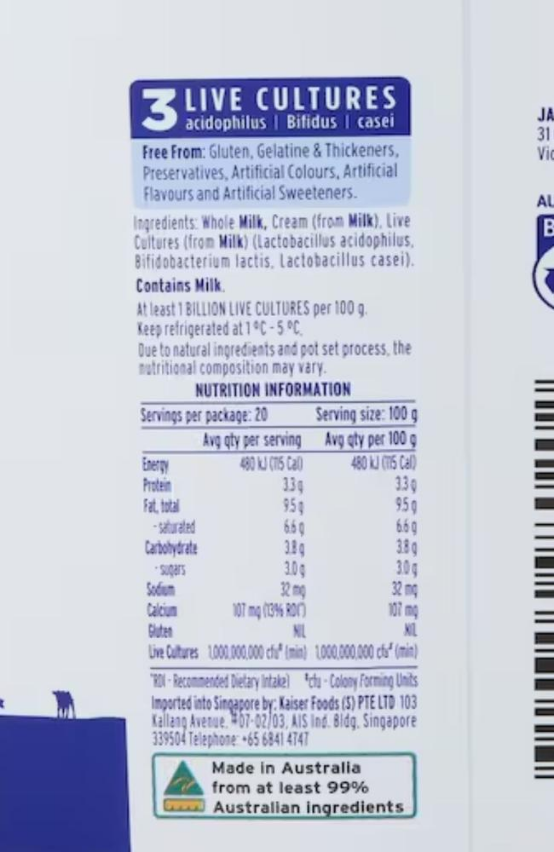 3 LIVE CULTURES
acidophilus | Bifidus | casei
Free From: Gluten, Gelatine & Thickeners,
Preservatives, Artificial Colours, Artificial
Flavours and Artificial Sweeteners.
Ingredients: Whole Milk, Cream (from Milk), Live
Cultures (from Milk) (Lactobacillus acidophilus,
Bifidobacterium lactis, Lactobacillus casei).
Contains Milk.
At least 1 BILLION LIVE CULTURES per 100 g.
Keep refrigerated at 1°C - 5°C.
Due to natural ingredients and pot set process, the
nutritional composition may vary.
NUTRITION INFORMATION
Servings per package: 20 Serving size: 100 g
Avg qty per serving Avg qty per 100 g
Energy 480 kJ (115 Cal) 480 kJ (115 Cal)
Protein 3.3 g 3.3 g
Fat, total 9.5 g 9.5 g
- saturated 6.6 g 6.6 g
Carbohydrate 3.8 g 3.8 g
- sugars 3.0 g 3.0 g
Sodium 32 mg 32 mg
Calcium 107 mg (13% RDI*) 107 mg
Gluten NIL NIL
Live Cultures 1,000,000,000 cfu# (min) 1,000,000,000 cfu# (min)
*RDI - Recommended Dietary Intake) #cfu - Colony Forming Units
Imported into Singapore by: Kaiser Foods (S) PTE LTD 103
Kallang Avenue, #07-02/03, AIS Ind. Bldg, Singapore
339504 Telephone: +65 6841 4747
Made in Australia
from at least 99%
Australian ingredients
JA
31
Vic
AL
B